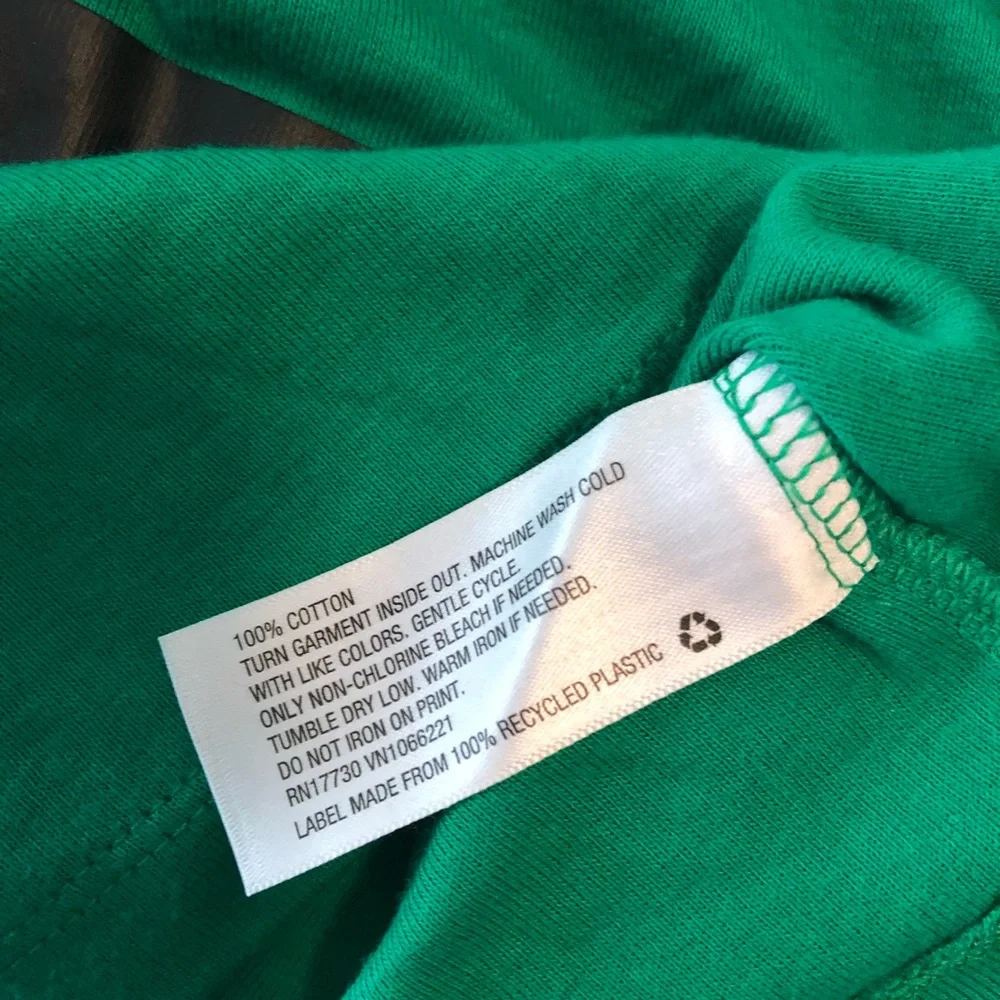 100% COTTON
TURN GARMENT INSIDE OUT. MACHINE WASH COLD
WITH LIKE COLORS. GENTLE CYCLE.
ONLY NON-CHLORINE BLEACH IF NEEDED.
TUMBLE DRY LOW. WARM IRON IF NEEDED.
DO NOT IRON ON PRINT.
RN17730 VN1066221
LABEL MADE FROM 100% RECYCLED PLASTIC